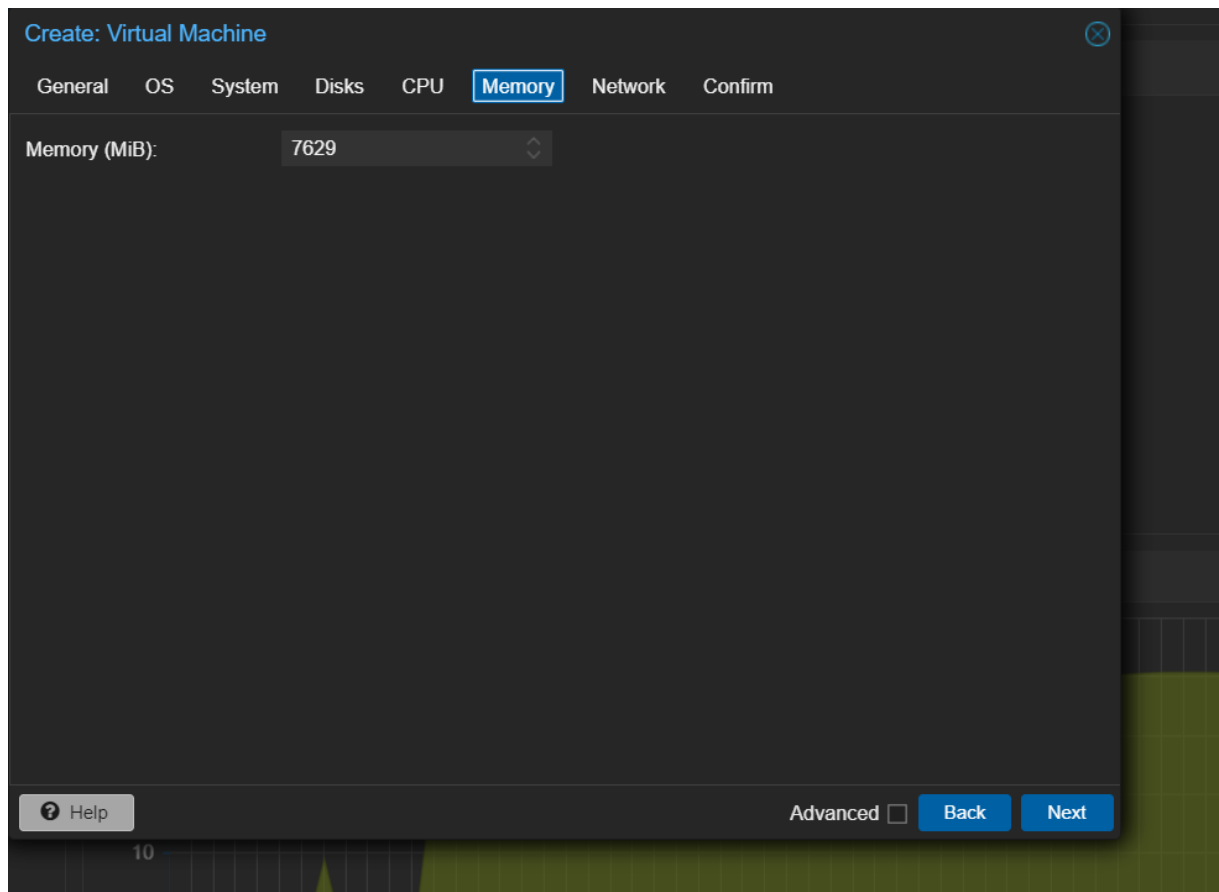 Create: Virtual Machine
General OS System Disks CPU Memory Network Confirm
Memory (MiB): 7629
Help Advanced Back Next
10